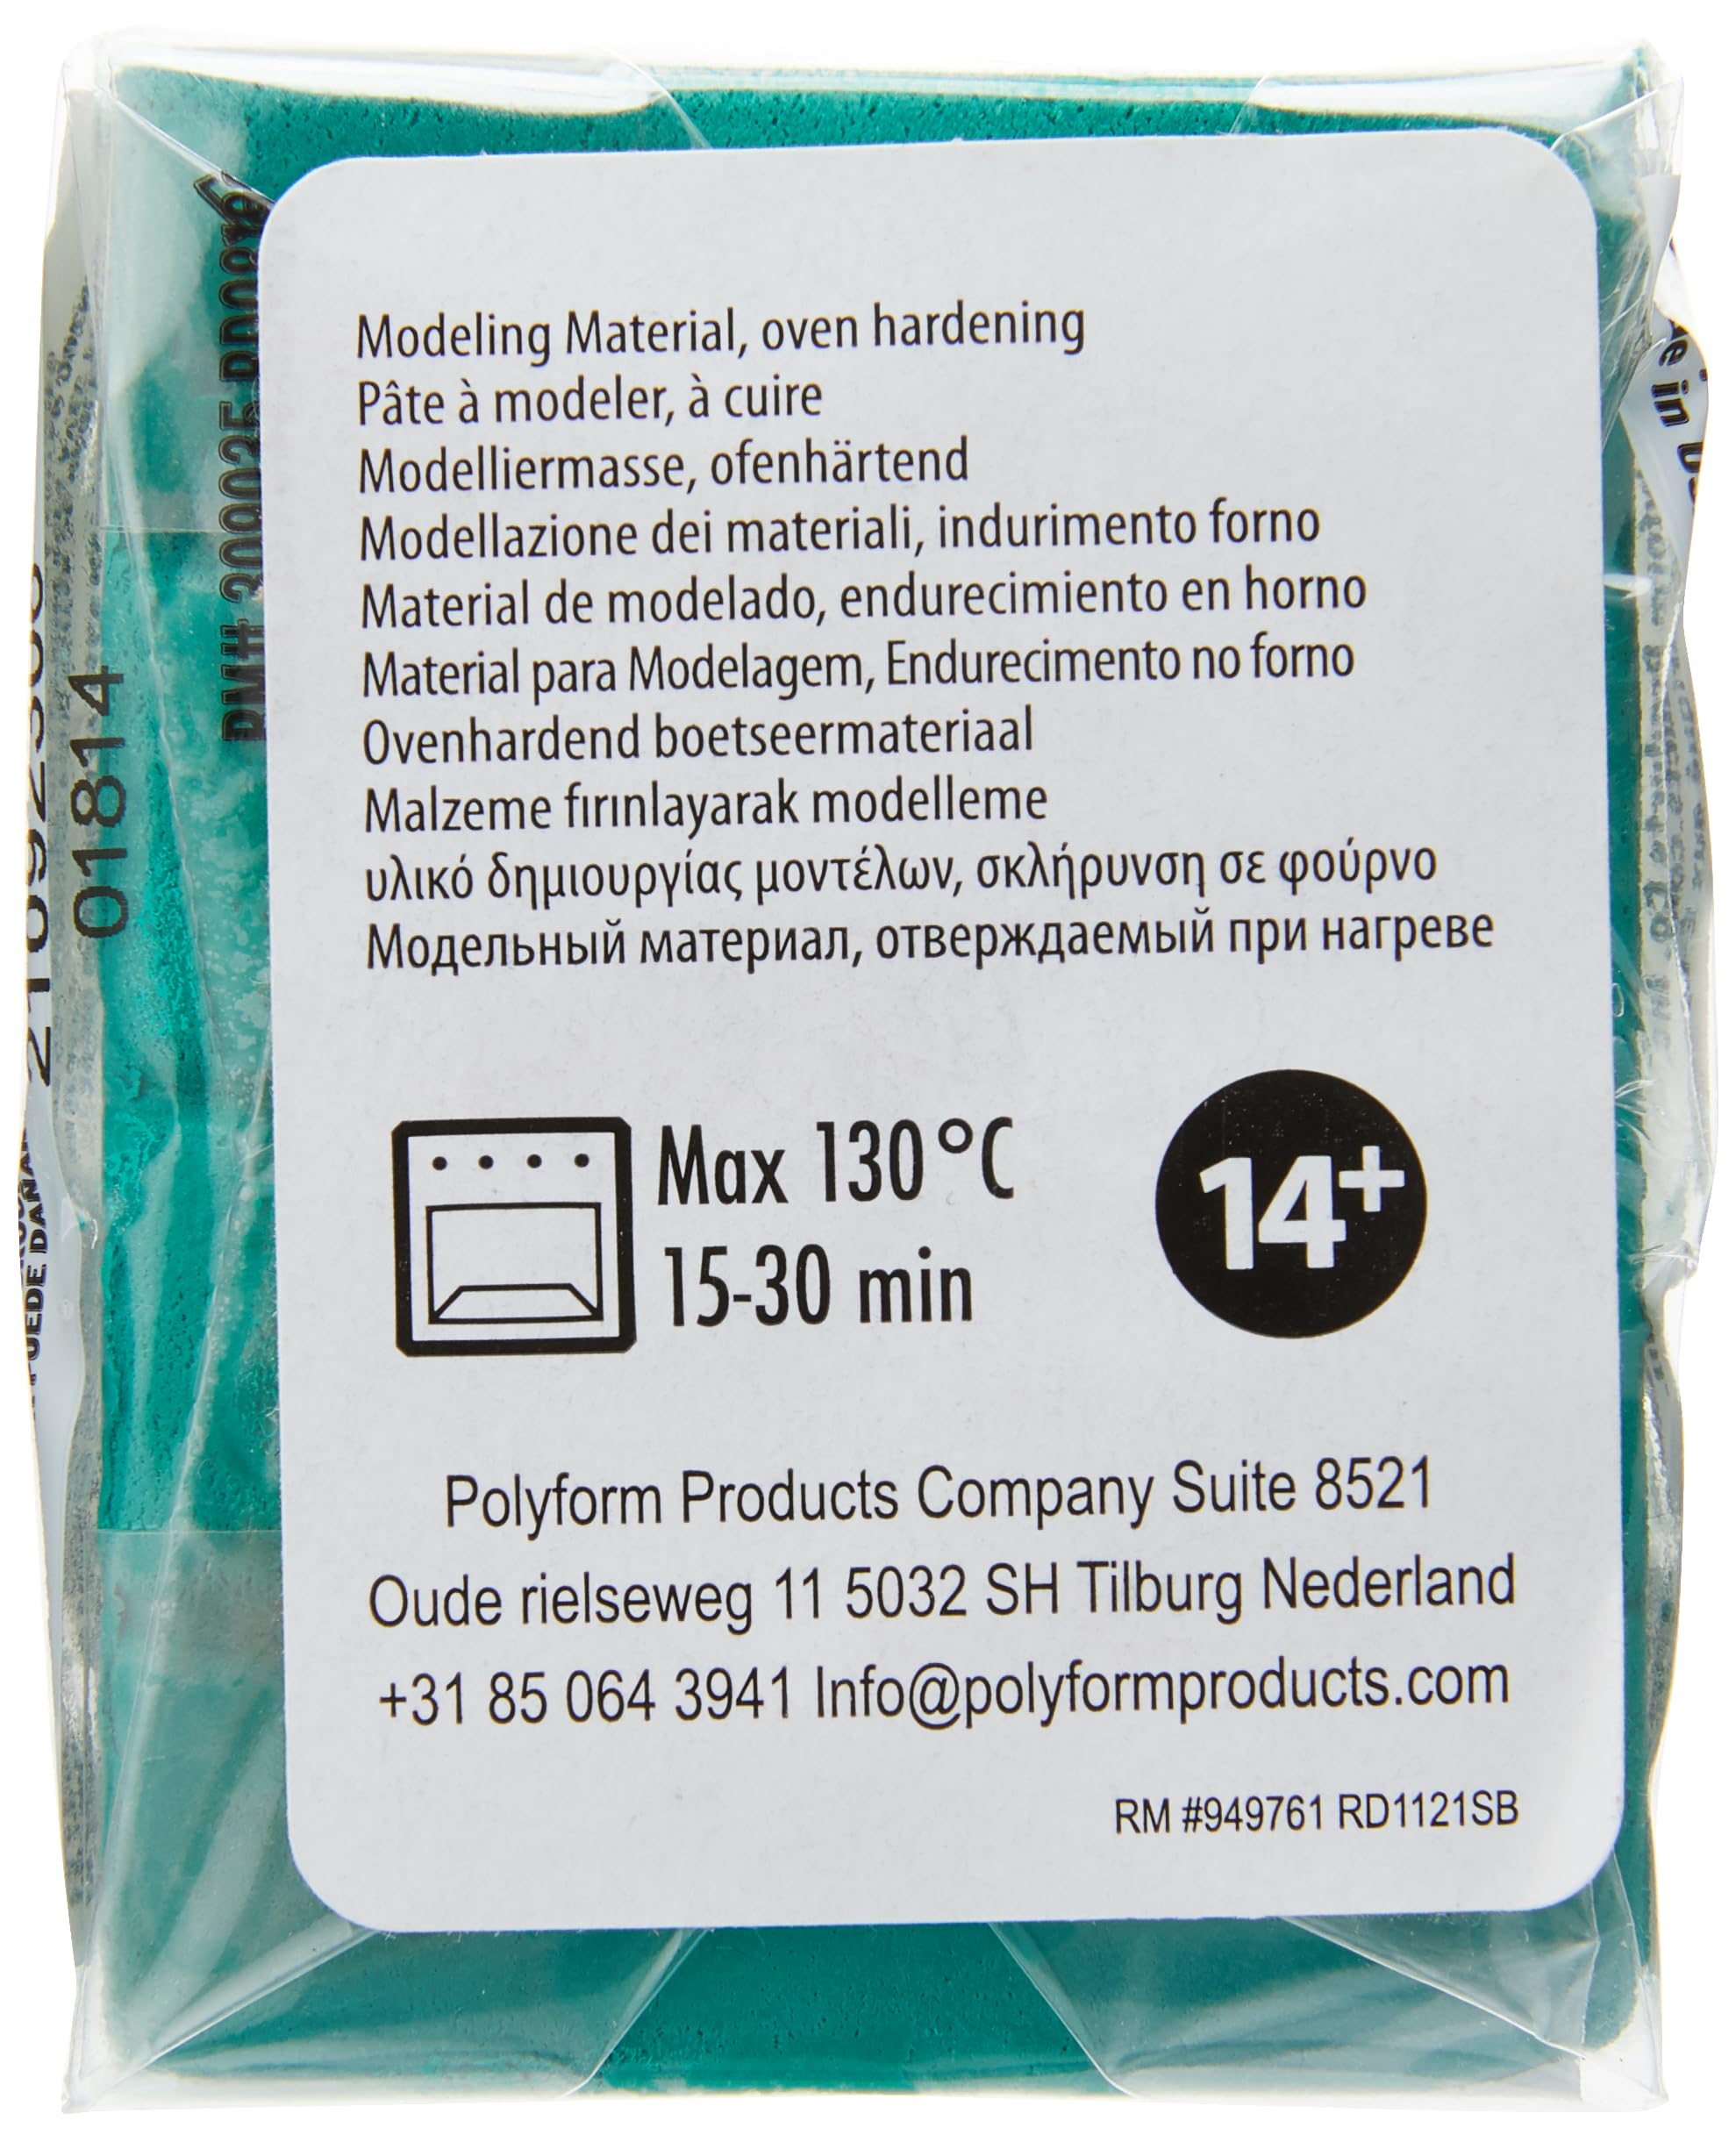 Modeling Material, oven hardening
Pâte à modeler, à cuire
Modelliermasse, ofenhärtend
Modellazione dei materiali, indurimento forno
Material de modelado, endurecimiento en horno
Material para Modelagem, Endurecimento no forno
Ovenhardend boetseermateriaal
Malzeme fırınlayarak modelleme
υλικό δημιουργίας μοντέλων, σκλήρυνση σε φούρνο
Модельный материал, отверждаемый при нагреве
Max 130°C
15-30 min
14+
Polyform Products Company Suite 8521
Oude rielseweg 11 5032 SH Tilburg Nederland
+31 85 064 3941 Info@polyformproducts.com
RM #949761 RD1121SB
01814